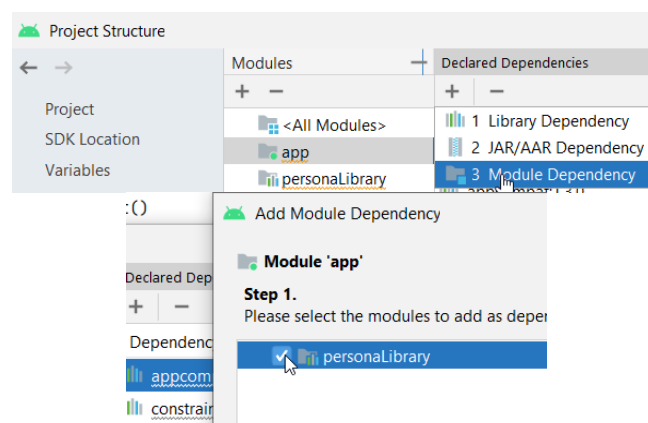 Project Structure
Modules
Declared Dependencies
Project
SDK Location
Variables
<All Modules>
app
personaLibrary
1 Library Dependency
2 JAR/AAR Dependency
3 Module Dependency
:()
Add Module Dependency
Declared Dep
Dependenc
appcom
constrair
Module 'app'
Step 1.
Please select the modules to add as deper
personaLibrary